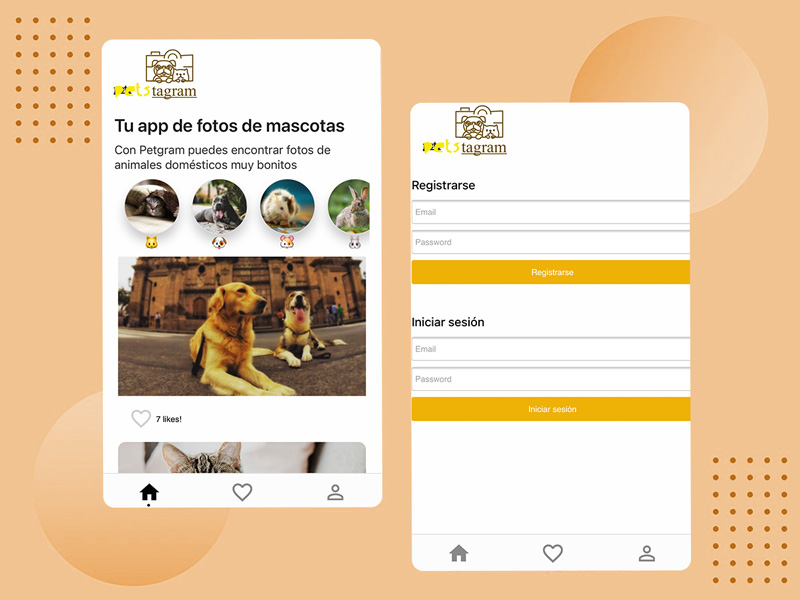 petstagram
Tu app de fotos de mascotas
Con Petgram puedes encontrar fotos de
animales domésticos muy bonitos
7 likes!
petstagram
Registrarse
Email
Password
Registrarse
Iniciar sesión
Email
Password
Iniciar sesión